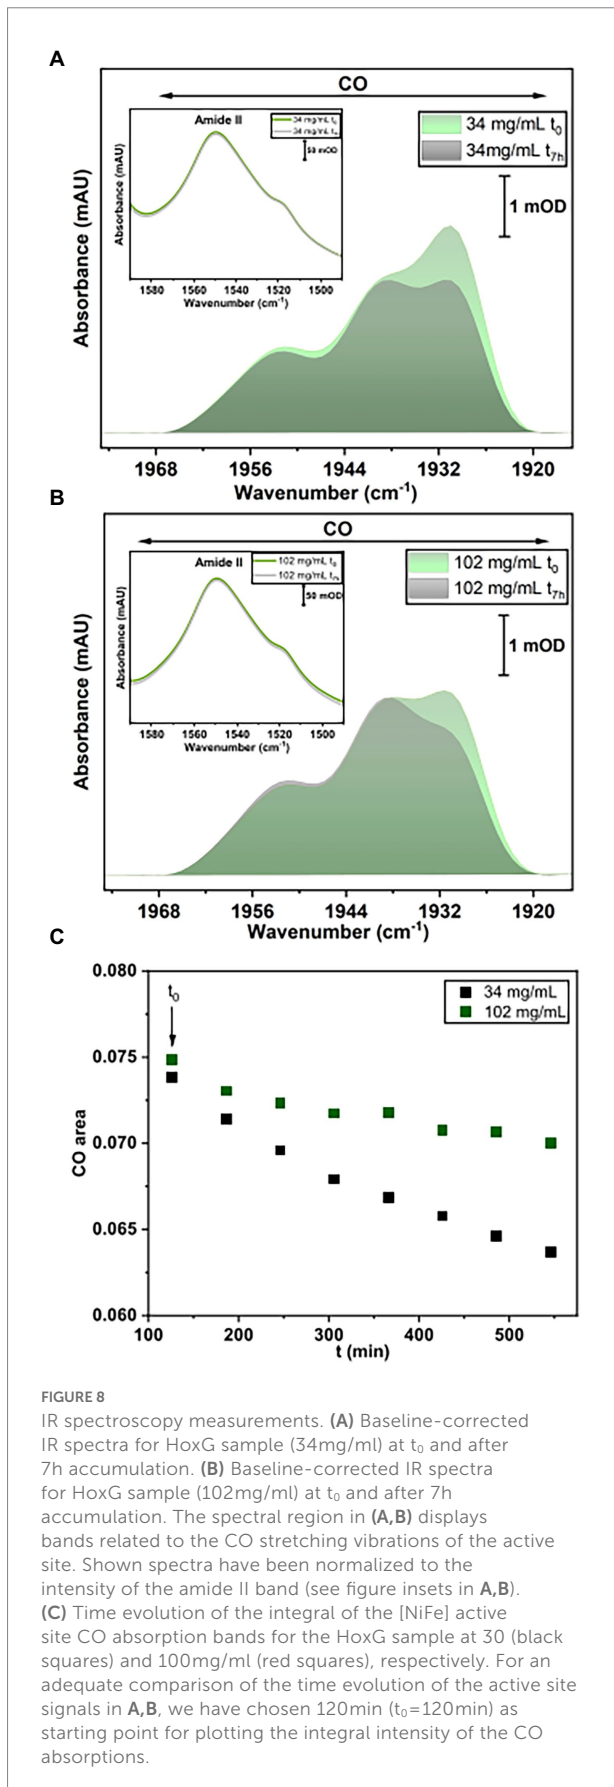 A
CO
Amide II
34 mg/mL t0
50 mOD
Absorbance (mAU)
1580 1560 1540 1520 1500
Wavenumber (cm-1)
34 mg/mL t0
34mg/mL t7h
1 mOD
Absorbance (mAU)
1968 1956 1944 1932 1920
Wavenumber (cm-1)
B
CO
Amide II
102 mg/mL t0
102 mg/mL t7h
50 mOD
Absorbance (mAU)
1580 1560 1540 1520 1500
Wavenumber (cm-1)
102 mg/mL t0
102 mg/mL t7h
1 mOD
Absorbance (mAU)
1968 1956 1944 1932 1920
Wavenumber (cm-1)
C
t0
34 mg/mL
102 mg/mL
CO area
0.080
0.075
0.070
0.065
0.060
100 200 300 400 500
t (min)
FIGURE 8
IR spectroscopy measurements. (A) Baseline-corrected
IR spectra for HoxG sample (34mg/ml) at t0 and after
7h accumulation. (B) Baseline-corrected IR spectra
for HoxG sample (102mg/ml) at t0 and after 7h
accumulation. The spectral region in (A,B) displays
bands related to the CO stretching vibrations of the active
site. Shown spectra have been normalized to the
intensity of the amide II band (see figure insets in A,B).
(C) Time evolution of the integral of the [NiFe] active
site CO absorption bands for the HoxG sample at 30 (black
squares) and 100mg/ml (red squares), respectively. For an
adequate comparison of the time evolution of the active site
signals in A,B, we have chosen 120min (t0=120min) as
starting point for plotting the integral intensity of the CO
absorptions.